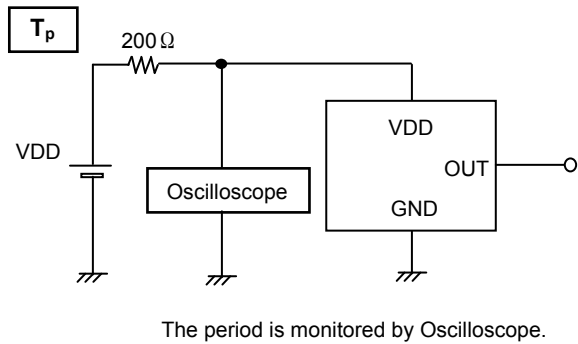 Tp
200Ω
VDD
Oscilloscope
VDD
OUT
GND
The period is monitored by Oscilloscope.